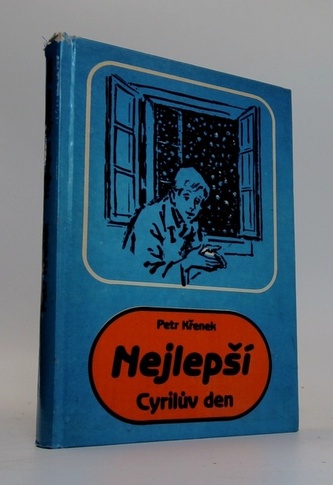 Petr Křenek
Nejlepší
Cyrilův den